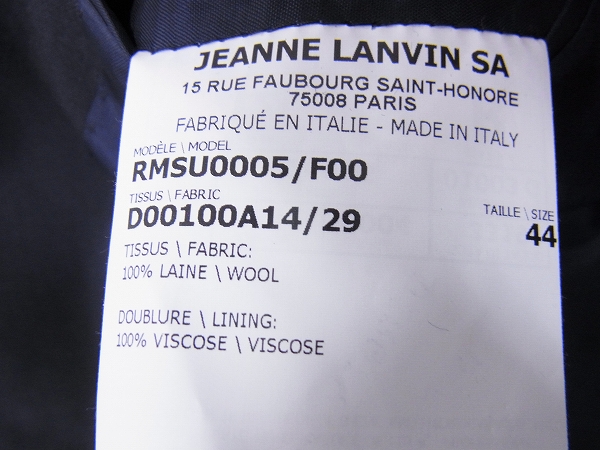 JEANNE LANVIN SA
15 RUE FAUBOURG SAINT-HONORE
75008 PARIS
FABRIQUÉ EN ITALIE - MADE IN ITALY
MODÈLE \ MODEL
RMSU0005/F00
TISSUS \ FABRIC
D00100A14/29
TAILLE \ SIZE
44
TISSUS \ FABRIC:
100% LAINE \ WOOL
DOUBLURE \ LINING:
100% VISCOSE \ VISCOSE